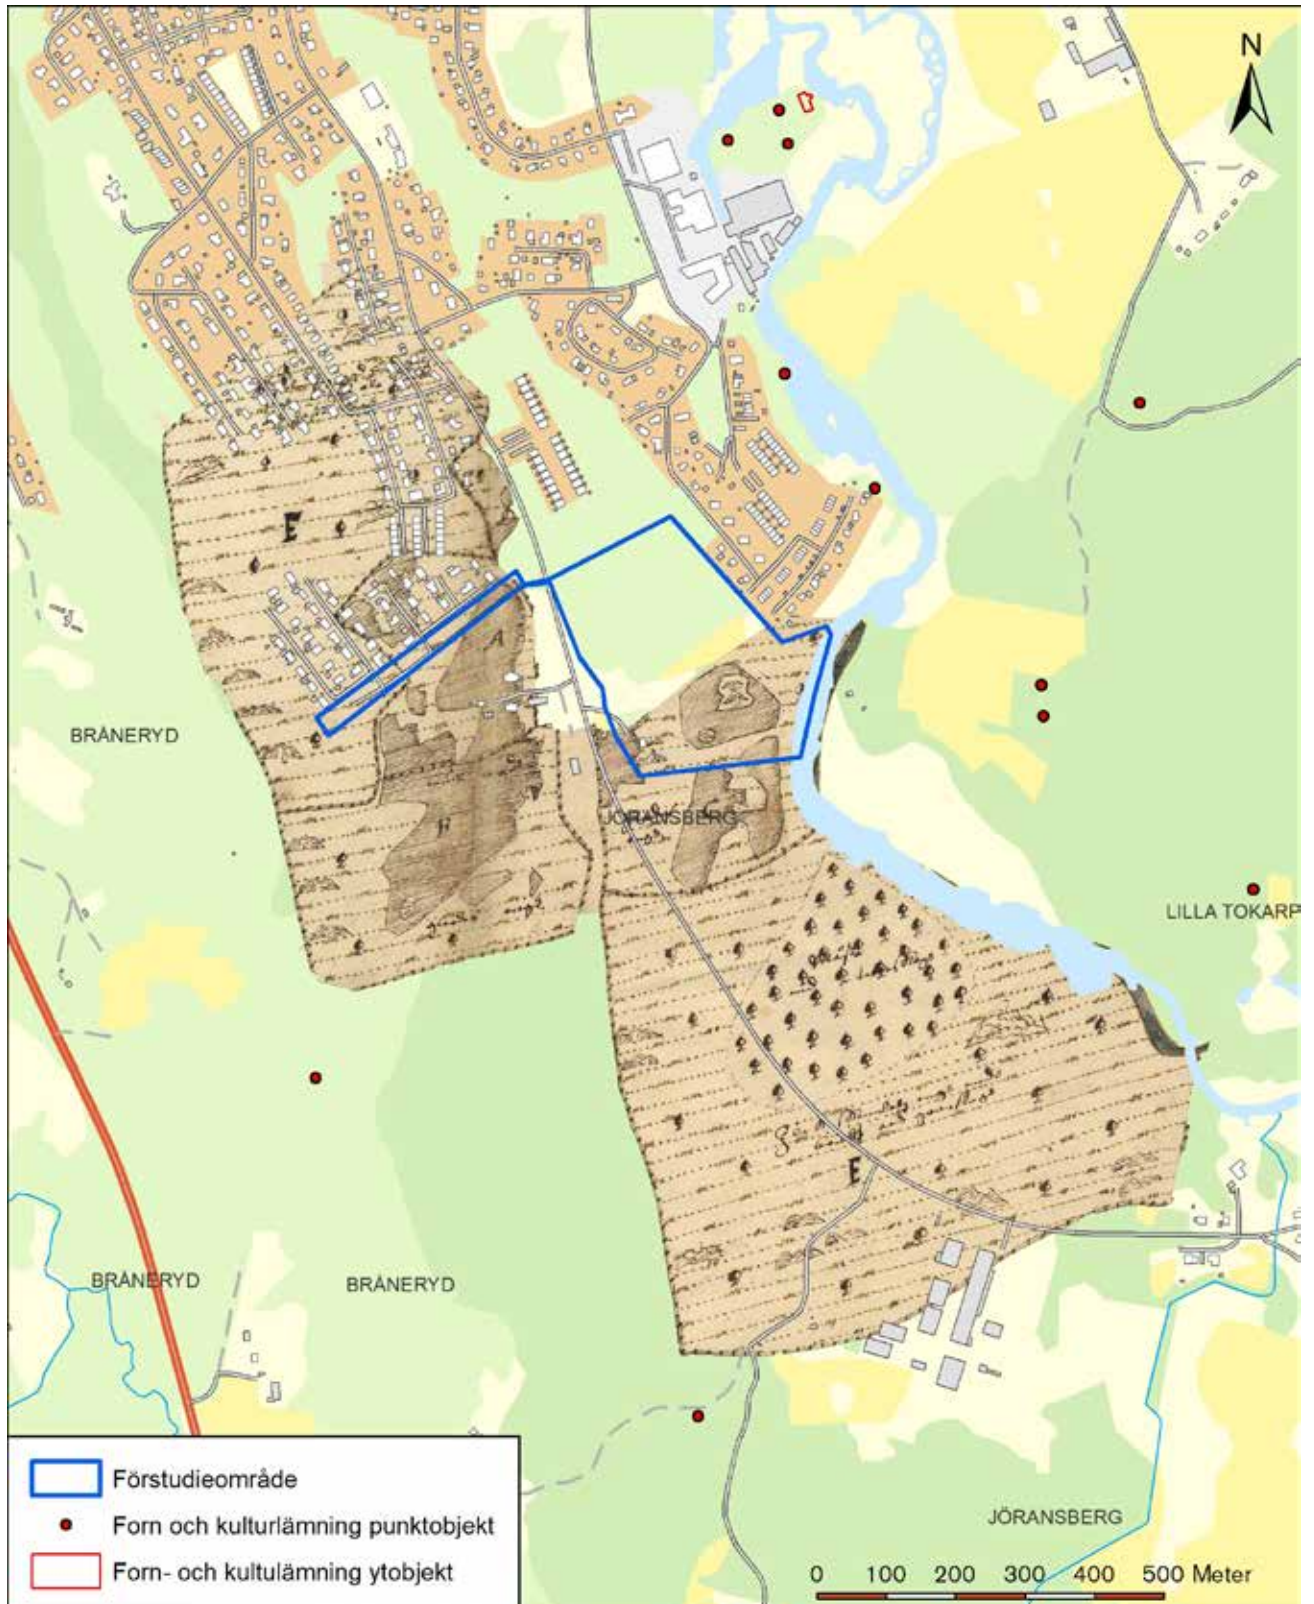 N
E
A
BRÅNERYD
JÖRANSBERG
LILLA TOKARP
E
BRÅNERYD
BRÅNERYD
JÖRANSBERG
Förstudieområde
Forn och kulturlämning punktobjekt
Forn- och kultulämning ytobjekt
0 100 200 300 400 500 Meter